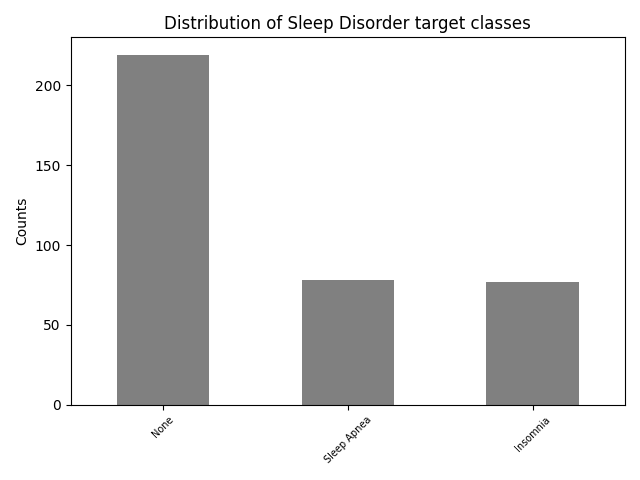 Distribution of Sleep Disorder target classes
200
150
100
50
0
Counts
None
Sleep Apnea
Insomnia